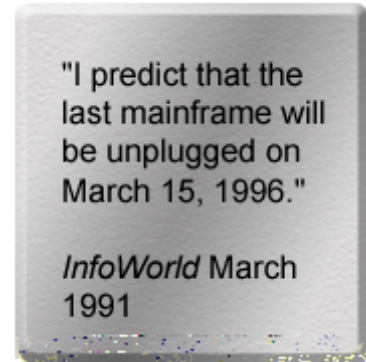 "I predict that the
last mainframe will
be unplugged on
March 15, 1996."
InfoWorld March
1991